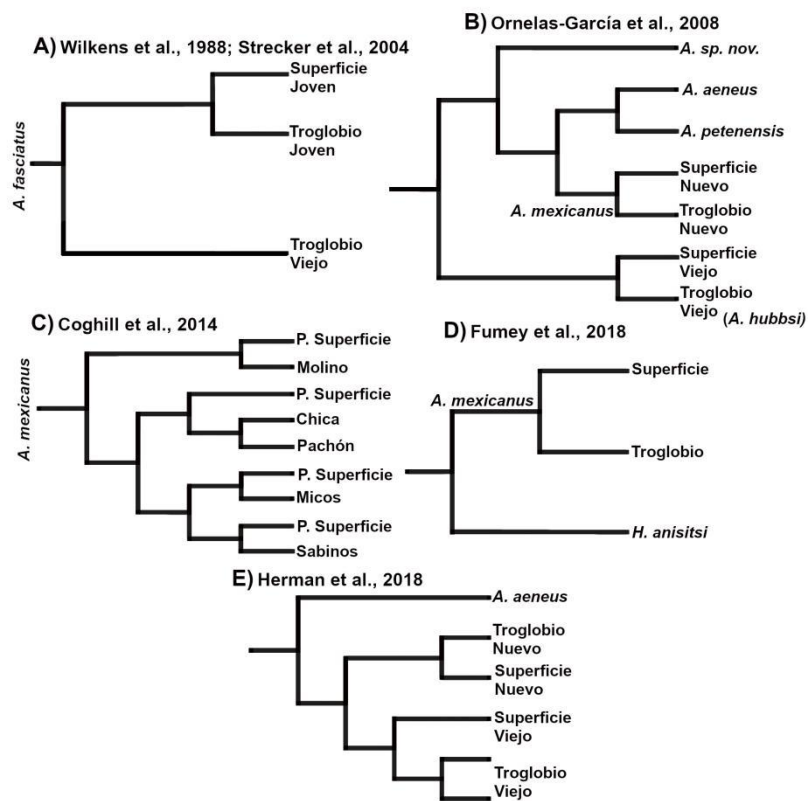 A) Wilkens et al., 1988; Strecker et al., 2004
A. fasciatus
Superficie
Joven
Troglobio
Joven
Troglobio
Viejo
B) Ornelas-García et al., 2008
A. sp. nov.
A. aeneus
A. petenensis
A. mexicanus
Superficie
Nuevo
Troglobio
Nuevo
Superficie
Viejo
Troglobio
Viejo (A. hubbsi)
C) Coghill et al., 2014
A. mexicanus
P. Superficie
Molino
P. Superficie
Chica
Pachón
P. Superficie
Micos
P. Superficie
Sabinos
D) Fumey et al., 2018
A. mexicanus
Superficie
Troglobio
H. anisitsi
E) Herman et al., 2018
A. aeneus
Troglobio
Nuevo
Superficie
Nuevo
Superficie
Viejo
Troglobio
Viejo